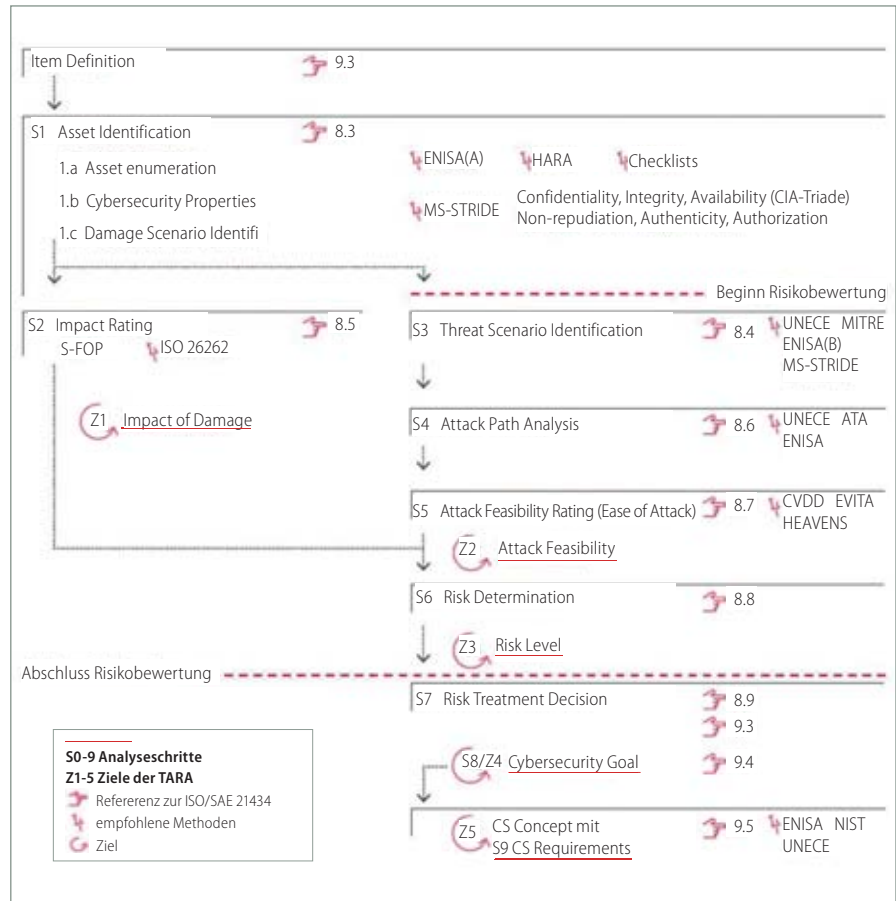 Item Definition 9.3
S1 Asset Identification 8.3
1.a Asset enumeration
ENISA(A) HARA Checklists
1.b Cybersecurity Properties
MS-STRIDE Confidentiality, Integrity, Availability (CIA-Triade)
Non-repudiation, Authenticity, Authorization
1.c Damage Scenario Identifi
Beginn Risikobewertung
S2 Impact Rating 8.5
S-FOP ISO 26262
Z1 Impact of Damage
S3 Threat Scenario Identification 8.4 UNECE MITRE
ENISA(B)
MS-STRIDE
S4 Attack Path Analysis 8.6 UNECE ATA
ENISA
S5 Attack Feasibility Rating (Ease of Attack) 8.7 CVDD EVITA
HEAVENS
Z2 Attack Feasibility
S6 Risk Determination 8.8
Z3 Risk Level
Abschluss Risikobewertung
S7 Risk Treatment Decision 8.9
9.3
S8/Z4 Cybersecurity Goal 9.4
Z5 CS Concept mit 9.5 ENISA NIST
S9 CS Requirements UNECE
S0-9 Analyseschritte
Z1-5 Ziele der TARA
Refererenz zur ISO/SAE 21434
empfohlene Methoden
Ziel